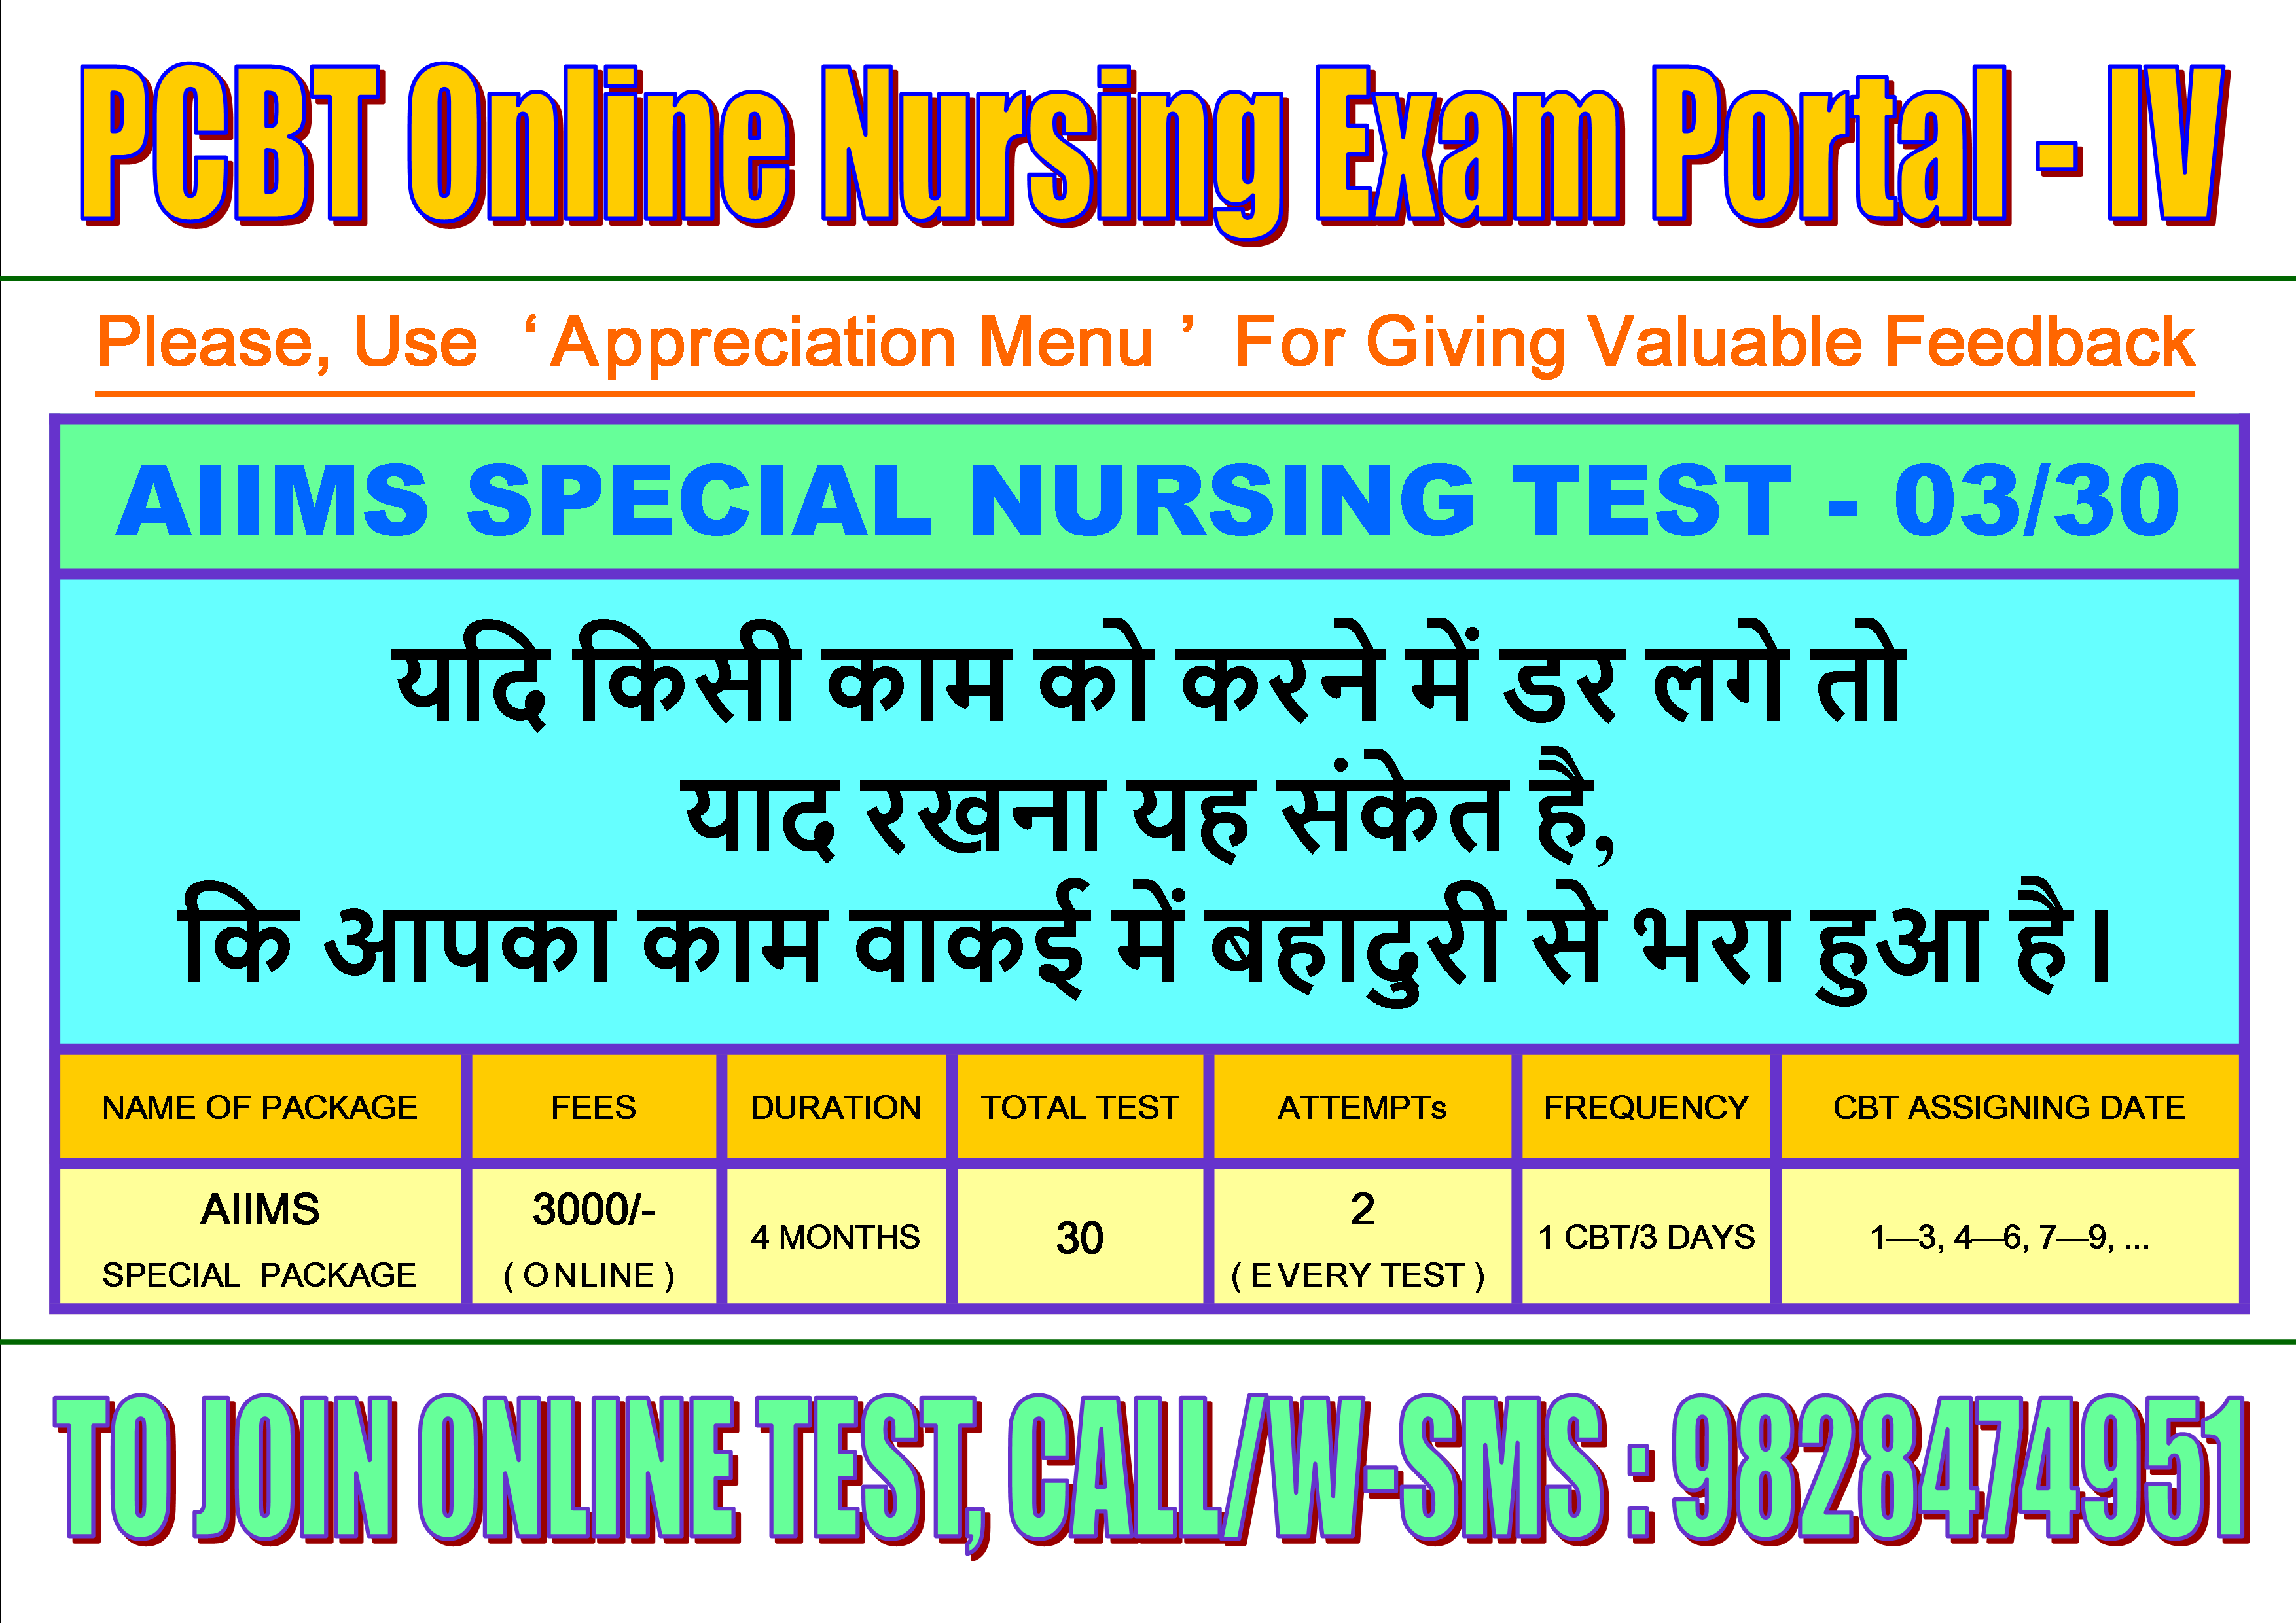 PCBT Online Nursing Exam Portal - IV
Please, Use ‘Appreciation Menu’ For Giving Valuable Feedback
AIIMS SPECIAL NURSING TEST - 03/30
यदि किसी काम को करने में डर लगे तो
याद रखना यह संकेत है,
कि आपका काम वाकई में बहादुरी से भरा हुआ है।
NAME OF PACKAGE FEES DURATION TOTAL TEST ATTEMPTs FREQUENCY CBT ASSIGNING DATE
AIIMS 3000/- 2
4 MONTHS 30 1 CBT/3 DAYS 1—3, 4—6, 7—9, ...
SPECIAL PACKAGE ( ONLINE ) ( EVERY TEST )
TO JOIN ONLINE TEST, CALL/W-SMS : 9828474951